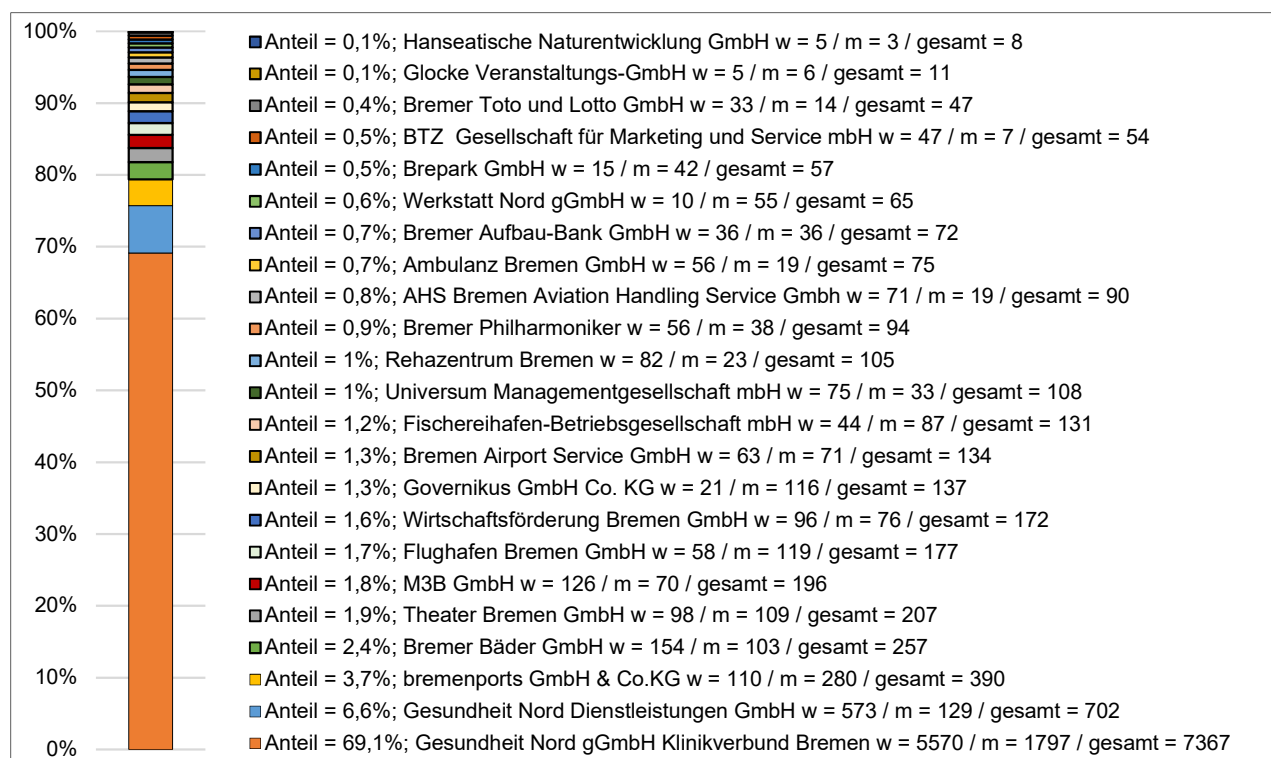 100%
90%
80%
70%
60%
50%
40%
30%
20%
10%
0%
Anteil = 0,1%; Hanseatische Naturentwicklung GmbH w = 5 / m = 3 / gesamt = 8
Anteil = 0,1%; Glocke Veranstaltungs-GmbH w = 5 / m = 6 / gesamt = 11
Anteil = 0,4%; Bremer Toto und Lotto GmbH w = 33 / m = 14 / gesamt = 47
Anteil = 0,5%; BTZ  Gesellschaft für Marketing und Service mbH w = 47 / m = 7 / gesamt = 54
Anteil = 0,5%; Brepark GmbH w = 15 / m = 42 / gesamt = 57
Anteil = 0,6%; Werkstatt Nord gGmbH w = 10 / m = 55 / gesamt = 65
Anteil = 0,7%; Bremer Aufbau-Bank GmbH w = 36 / m = 36 / gesamt = 72
Anteil = 0,7%; Ambulanz Bremen GmbH w = 56 / m = 19 / gesamt = 75
Anteil = 0,8%; AHS Bremen Aviation Handling Service Gmbh w = 71 / m = 19 / gesamt = 90
Anteil = 0,9%; Bremer Philharmoniker w = 56 / m = 38 / gesamt = 94
Anteil = 1%; Rehazentrum Bremen w = 82 / m = 23 / gesamt = 105
Anteil = 1%; Universum Managementgesellschaft mbH w = 75 / m = 33 / gesamt = 108
Anteil = 1,2%; Fischereihafen-Betriebsgesellschaft mbH w = 44 / m = 87 / gesamt = 131
Anteil = 1,3%; Bremen Airport Service GmbH w = 63 / m = 71 / gesamt = 134
Anteil = 1,3%; Governikus GmbH Co. KG w = 21 / m = 116 / gesamt = 137
Anteil = 1,6%; Wirtschaftsförderung Bremen GmbH w = 96 / m = 76 / gesamt = 172
Anteil = 1,7%; Flughafen Bremen GmbH w = 58 / m = 119 / gesamt = 177
Anteil = 1,8%; M3B GmbH w = 126 / m = 70 / gesamt = 196
Anteil = 1,9%; Theater Bremen GmbH w = 98 / m = 109 / gesamt = 207
Anteil = 2,4%; Bremer Bäder GmbH w = 154 / m = 103 / gesamt = 257
Anteil = 3,7%; bremenports GmbH & Co.KG w = 110 / m = 280 / gesamt = 390
Anteil = 6,6%; Gesundheit Nord Dienstleistungen GmbH w = 573 / m = 129 / gesamt = 702
Anteil = 69,1%; Gesundheit Nord gGmbH Klinikverbund Bremen w = 5570 / m = 1797 / gesamt = 7367